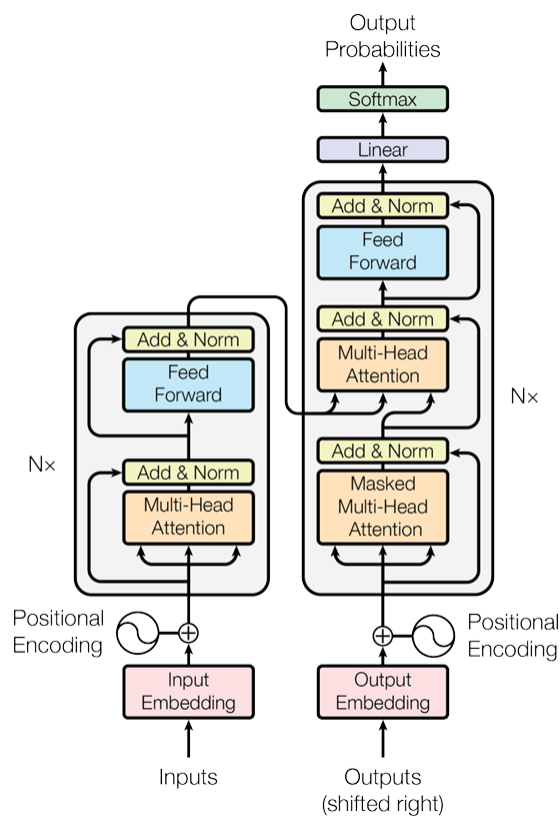 Output
Probabilities
Softmax
Linear
Add & Norm
Feed
Forward
Add & Norm
Multi-Head
Attention
Add & Norm
Masked
Multi-Head
Attention
N×
Add & Norm
Feed
Forward
Add & Norm
Multi-Head
Attention
N×
Positional
Encoding
Positional
Encoding
Input
Embedding
Output
Embedding
Inputs
Outputs
(shifted right)